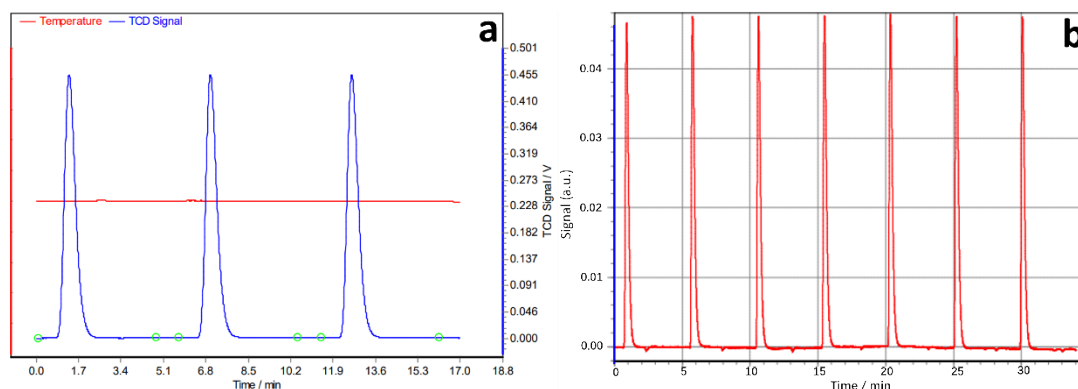 Temperature TCD Signal
a
0.501
0.455
0.410
0.364
0.319
0.273
0.228
0.182
0.137
0.091
0.046
0.000
TCD Signal / V
0.0 1.7 3.4 5.1 6.8 8.5 10.2 11.9 13.6 15.3 17.0 18.8
Time / min
b
0.04
0.03
0.02
0.01
0.00
Signal (a.u.)
0 5 10 15 20 25 30
Time / min